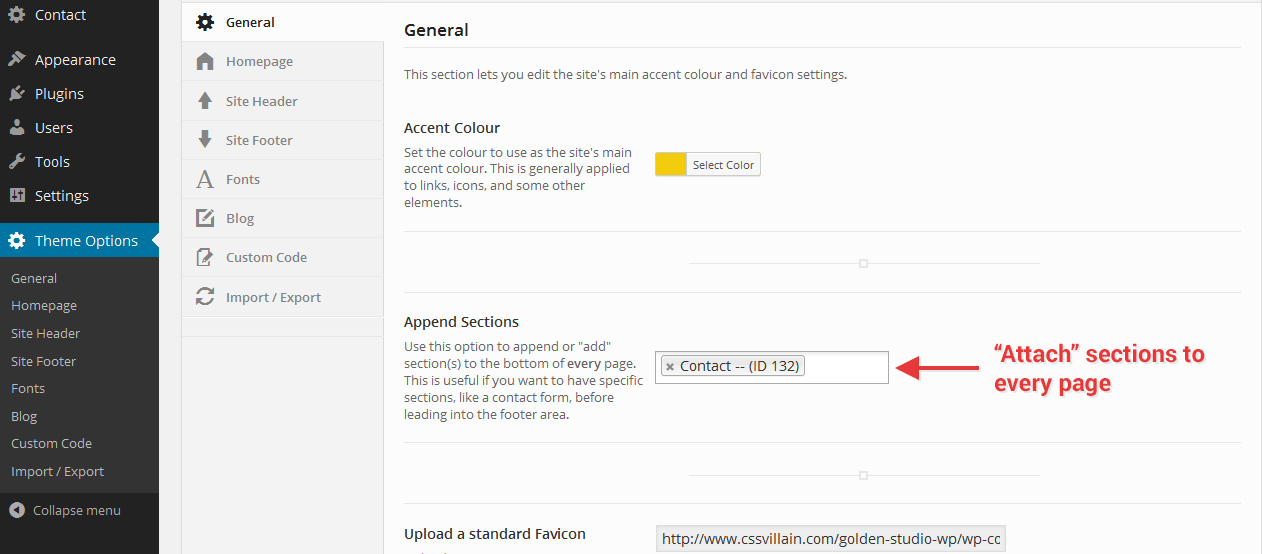 Contact
Appearance
Plugins
Users
Tools
Settings
Theme Options
General
Homepage
Site Header
Site Footer
Fonts
Blog
Custom Code
Import / Export
Collapse menu
General
Homepage
Site Header
Site Footer
Fonts
Blog
Custom Code
Import / Export
General
This section lets you edit the site's main accent colour and favicon settings.
Accent Colour
Set the colour to use as the site's main
accent colour. This is generally applied
to links, icons, and some other
elements.
Select Color
Append Sections
Use this option to append or "add"
section(s) to the bottom of every page.
This is useful if you want to have specific
sections, like a contact form, before
leading into the footer area.
Contact -- (ID 132)
“Attach” sections to
every page
Upload a standard Favicon
http://www.cssvillain.com/golden-studio-wp/wp-co